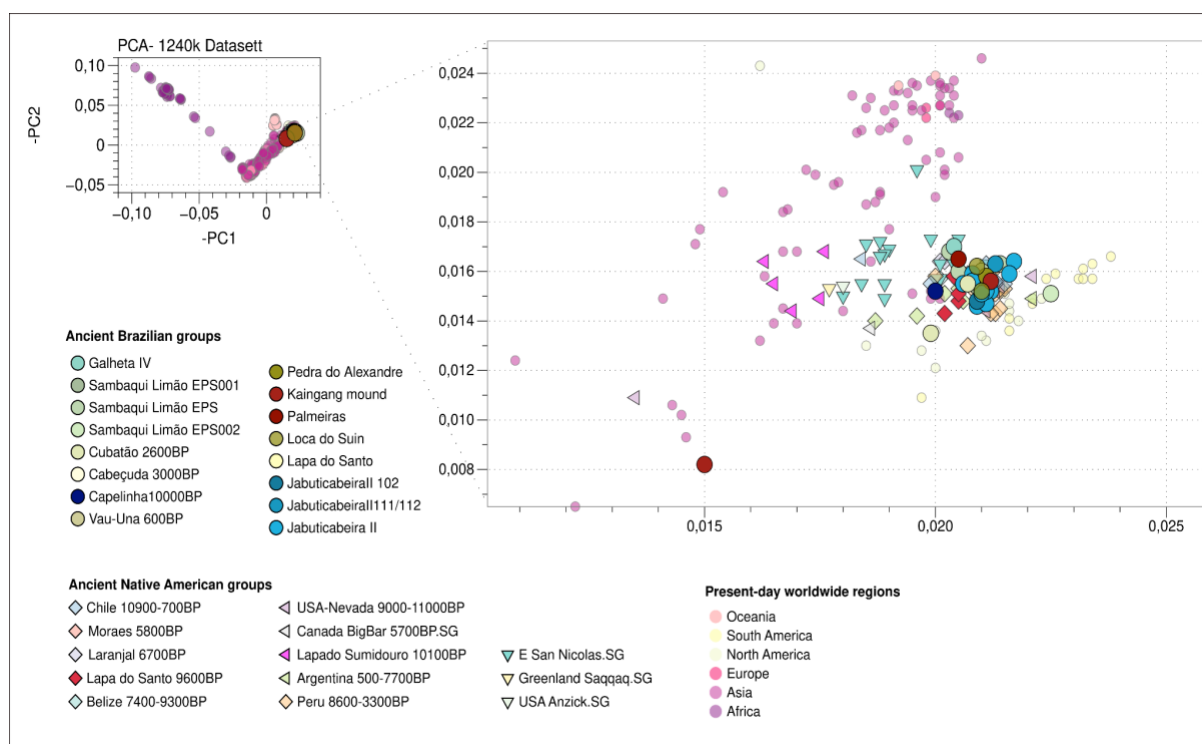 PCA- 1240k Datasett
0,10
0,05
0
−0,05
-PC2
−0,10
−0,05
0
-PC1
0,024
0,022
0,020
0,018
0,016
0,014
0,012
0,010
0,008
0,015
0,020
0,025
Ancient Brazilian groups
Galheta IV
Sambaqui Limão EPS001
Sambaqui Limão EPS
Sambaqui Limão EPS002
Cubatão 2600BP
Cabeçuda 3000BP
Capelinha10000BP
Vau-Una 600BP
Pedra do Alexandre
Kaingang mound
Palmeiras
Loca do Suin
Lapa do Santo
JabuticabeiraII 102
JabuticabeiraII111/112
Jabuticabeira II
Ancient Native American groups
Chile 10900-700BP
Moraes 5800BP
Laranjal 6700BP
Lapa do Santo 9600BP
Belize 7400-9300BP
USA-Nevada 9000-11000BP
Canada BigBar 5700BP.SG
Lapado Sumidouro 10100BP
Argentina 500-7700BP
Peru 8600-3300BP
E San Nicolas.SG
Greenland Saqqaq.SG
USA Anzick.SG
Present-day worldwide regions
Oceania
South America
North America
Europe
Asia
Africa